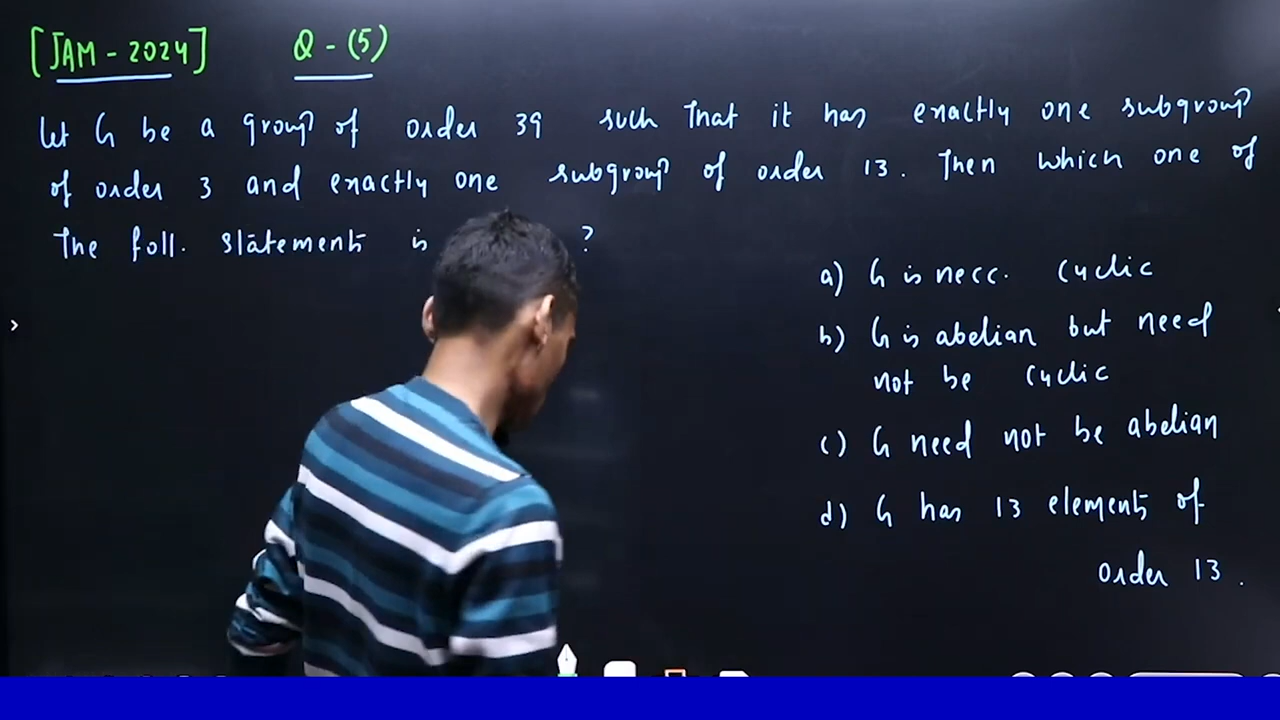 [JAM - 2024] Q - (5)
Let G be a group of order 39 such that it has exactly one subgroup
of order 3 and exactly one subgroup of order 13. Then which one of
the foll. statements is ?
a) G is necc. cyclic
b) G is abelian but need
not be cyclic
c) G need not be abelian
d) G has 13 elements of
order 13.